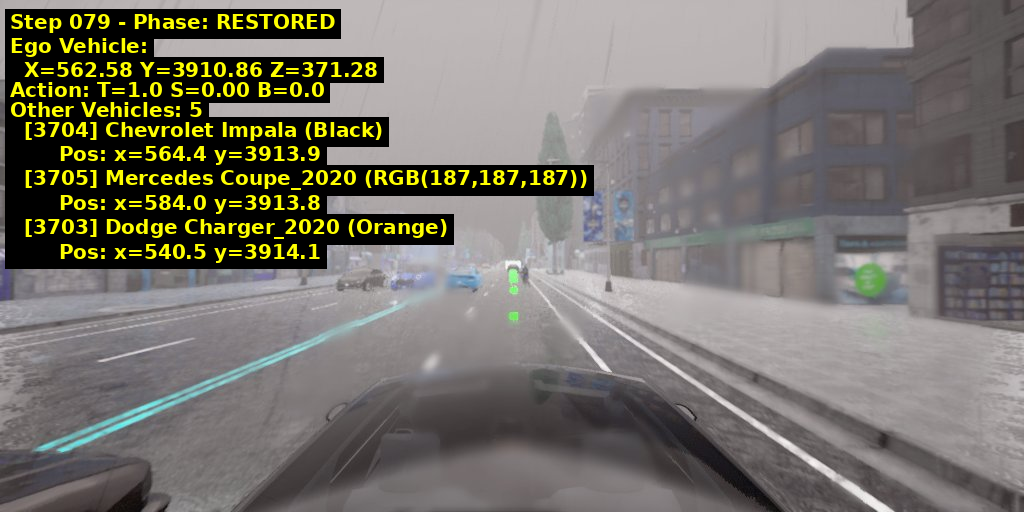 Step 079 - Phase: RESTORED
Ego Vehicle:
X=562.58 Y=3910.86 Z=371.28
Action: T=1.0 S=0.00 B=0.0
Other Vehicles: 5
[3704] Chevrolet Impala (Black)
Pos: x=564.4 y=3913.9
[3705] Mercedes Coupe_2020 (RGB(187,187,187))
Pos: x=584.0 y=3913.8
[3703] Dodge Charger_2020 (Orange)
Pos: x=540.5 y=3914.1